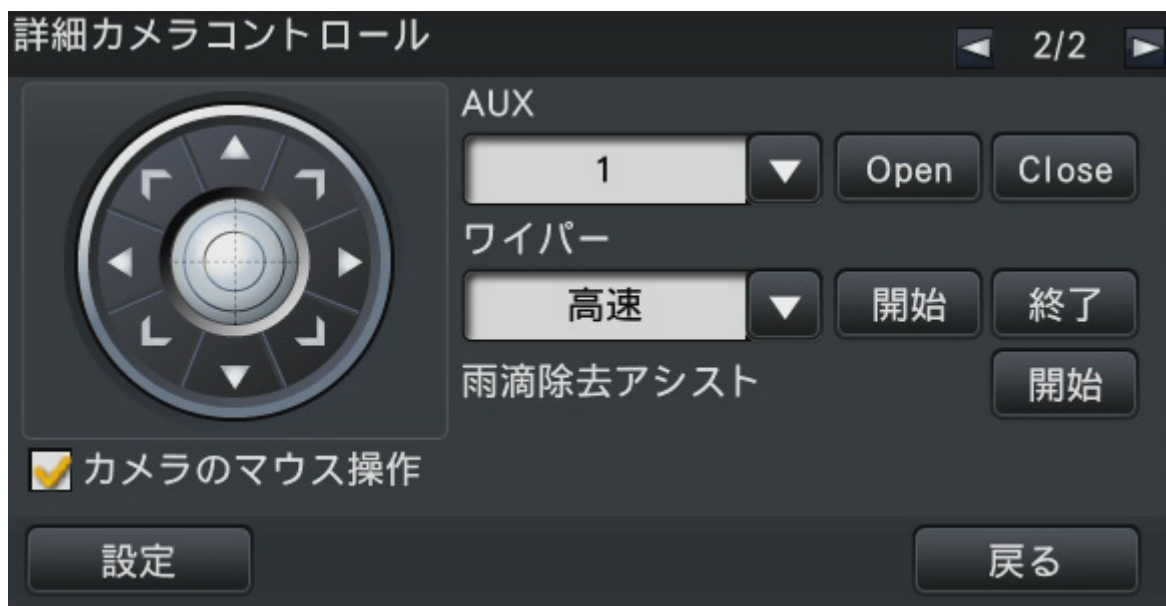 詳細カメラコントロール
2/2
AUX
1 Open Close
ワイパー
高速 開始 終了
雨滴除去アシスト 開始
カメラのマウス操作
設定 戻る